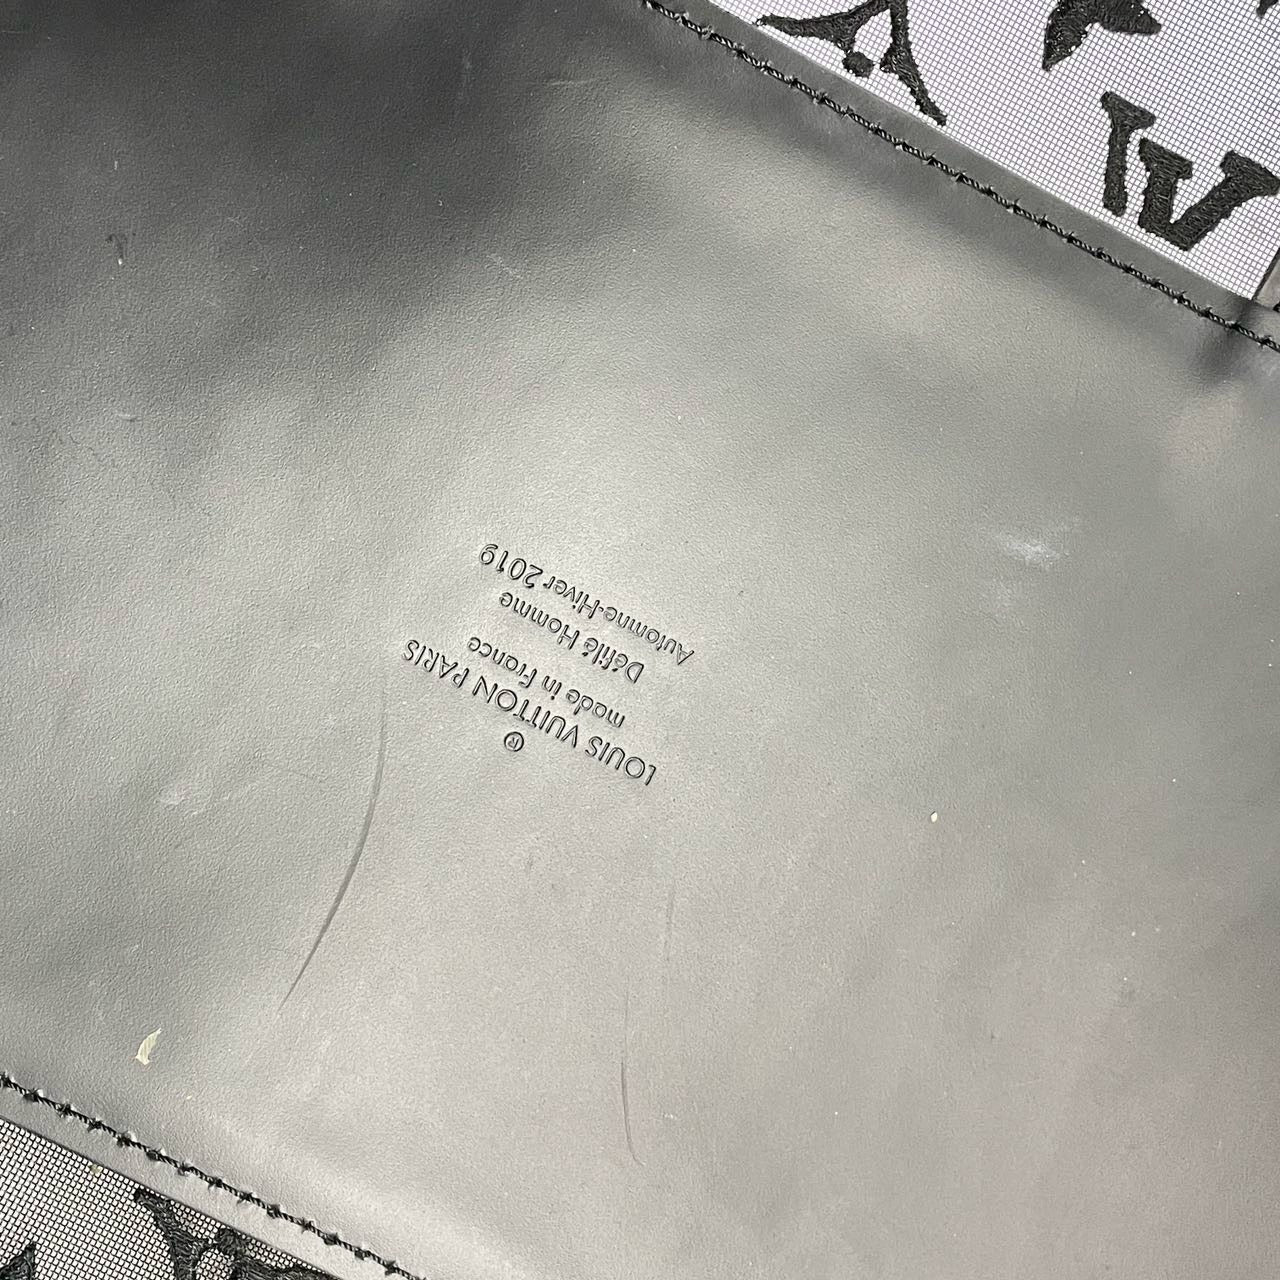 LOUIS VUITTON PARIS
®
made in France
Défilé Homme
Automne-Hiver 2019